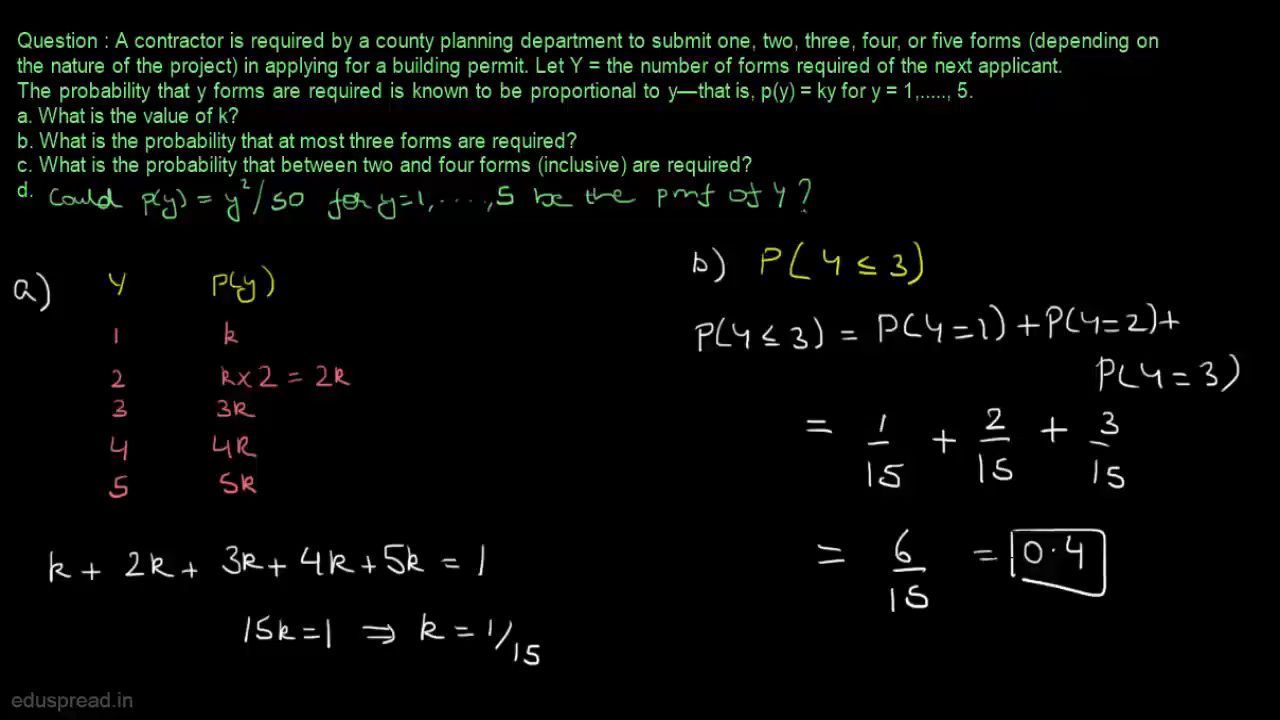 Question : A contractor is required by a county planning department to submit one, two, three, four, or five forms (depending on
the nature of the project) in applying for a building permit. Let Y = the number of forms required of the next applicant.
The probability that y forms are required is known to be proportional to y—that is, p(y) = ky for y = 1,....., 5.
a. What is the value of k?
b. What is the probability that at most three forms are required?
c. What is the probability that between two and four forms (inclusive) are required?
d. Could p(y) = y²/50 for y=1,....,5 be the pmf of Y?
a) Y P(y)
1 k
2 k×2 = 2k
3 3k
4 4k
5 5k
k + 2k + 3k + 4k + 5k = 1
15k=1 ⇒ k = 1/15
b) P(Y ≤ 3)
P(Y ≤ 3) = P(Y=1) + P(Y=2) +
P(Y=3)
= 1/15 + 2/15 + 3/15
= 6/15 = 0.4
eduspread.in